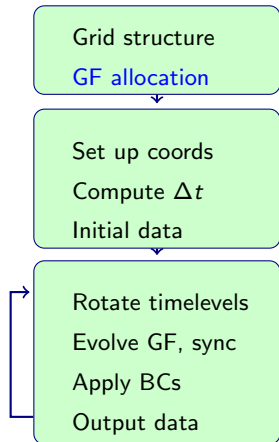 Grid structure
GF allocation
Set up coords
Compute Δt
Initial data
Rotate timelevels
Evolve GF, sync
Apply BCs
Output data